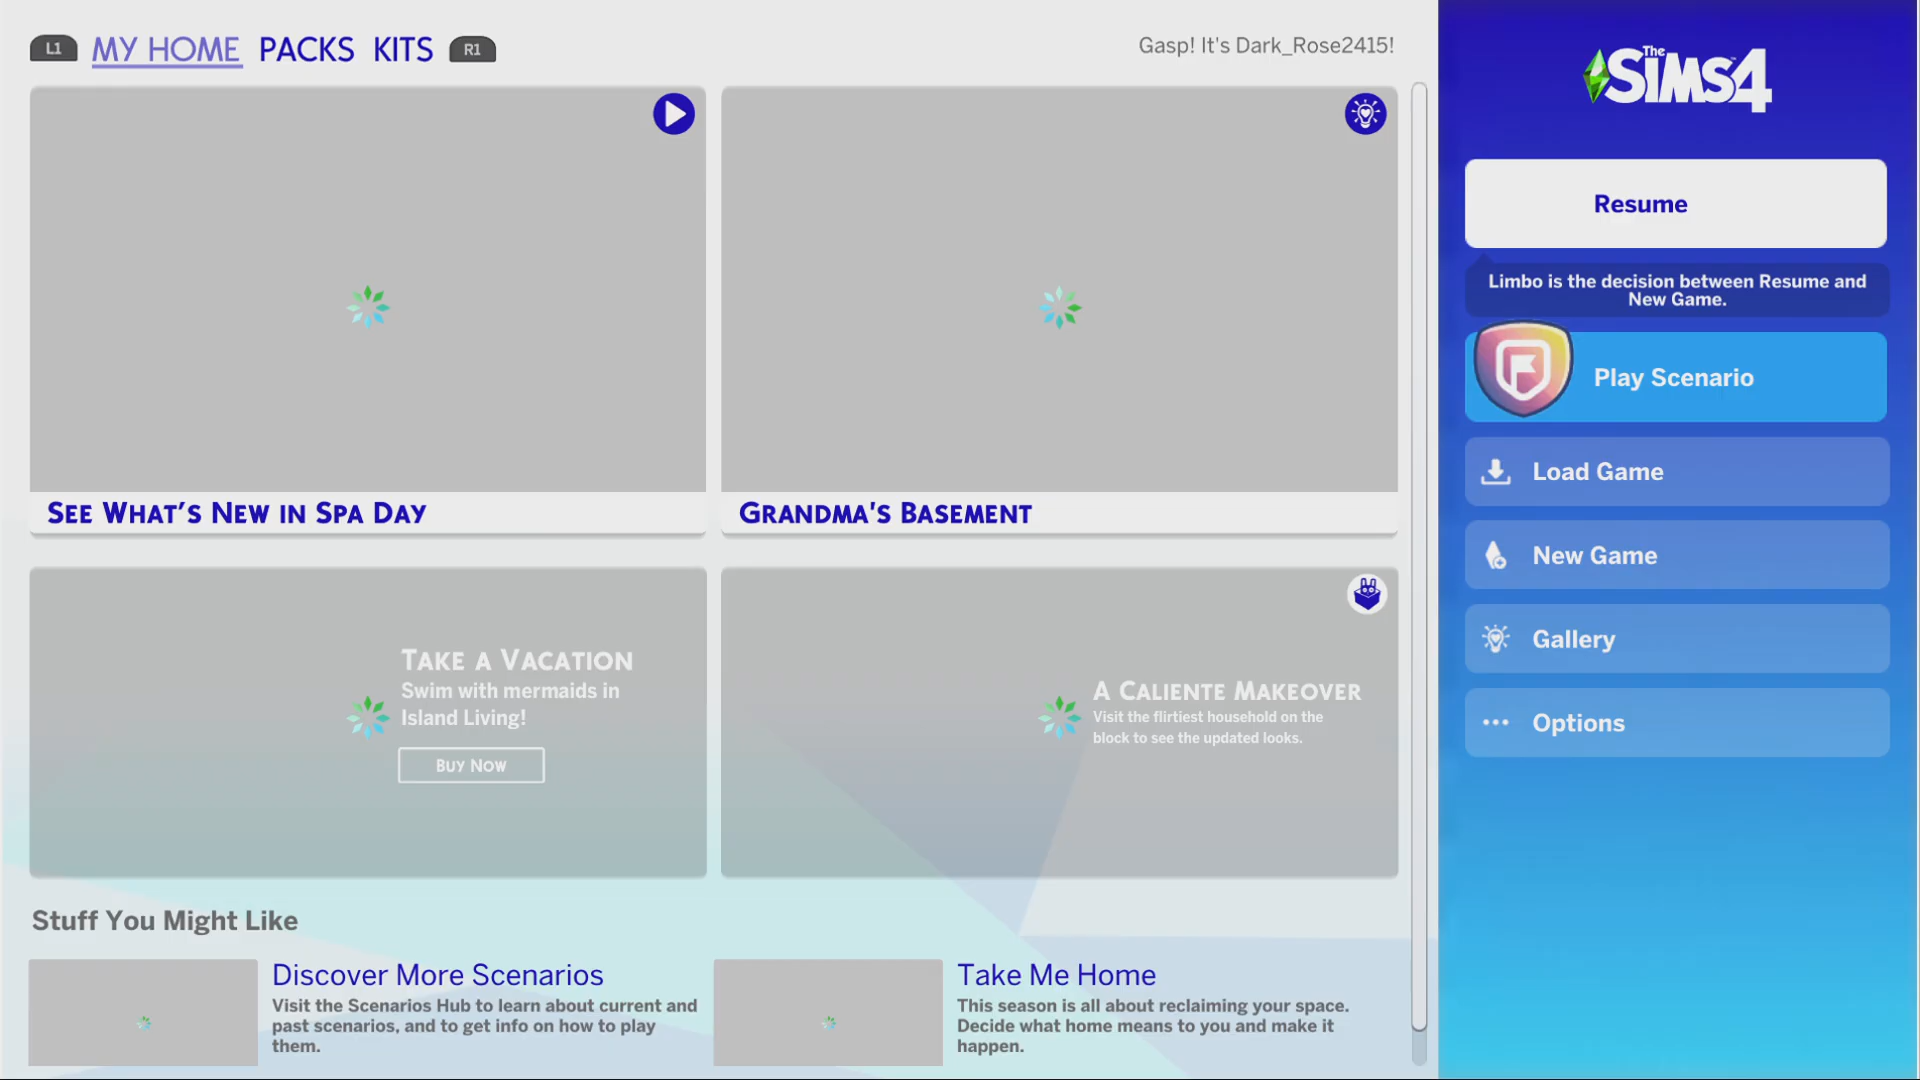 L1
MY HOME
PACKS
KITS
R1
Gasp! It's Dark_Rose2415!
SEE WHAT'S NEW IN SPA DAY
GRANDMA'S BASEMENT
TAKE A VACATION
Swim with mermaids in
Island Living!
BUY NOW
A CALIENTE MAKEOVER
Visit the flirtiest household on the
block to see the updated looks.
Stuff You Might Like
Discover More Scenarios
Visit the Scenarios Hub to learn about current and
past scenarios, and to get info on how to play
them.
Take Me Home
This season is all about reclaiming your space.
Decide what home means to you and make it
happen.
The
SIMS4
Resume
Limbo is the decision between Resume and
New Game.
Play Scenario
Load Game
New Game
Gallery
Options